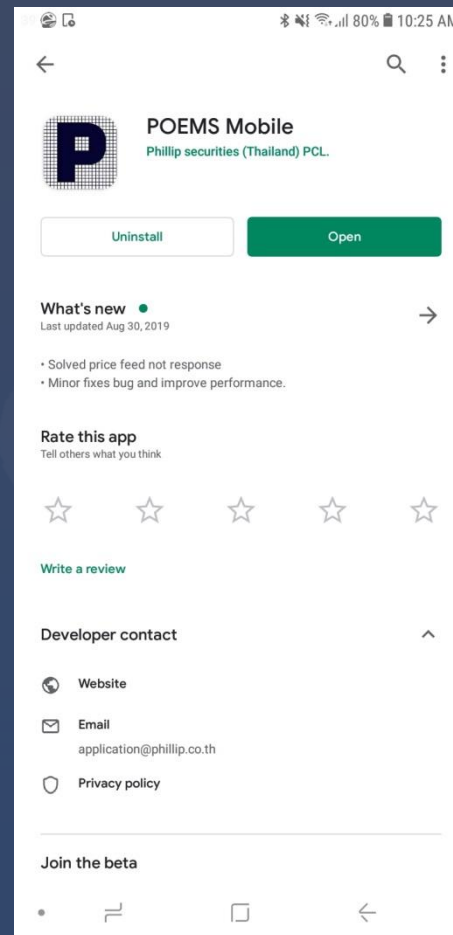 80% 10:25 AM
P
POEMS Mobile
Phillip securities (Thailand) PCL.
Uninstall Open
What's new
Last updated Aug 30, 2019
• Solved price feed not response
• Minor fixes bug and improve performance.
Rate this app
Tell others what you think
Write a review
Developer contact
Website
Email
application@phillip.co.th
Privacy policy
Join the beta